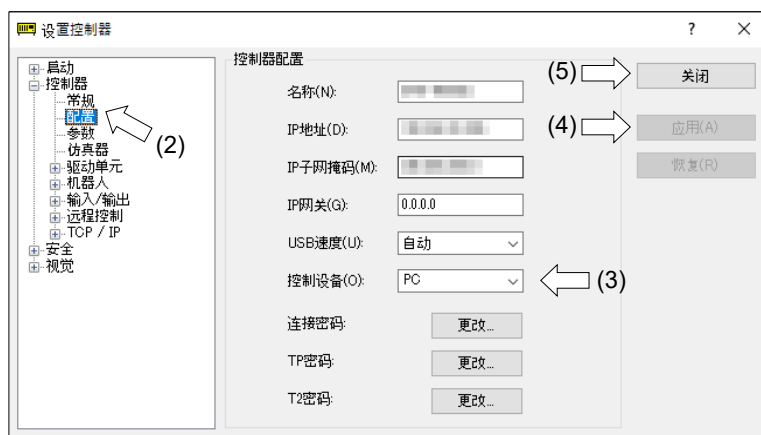 设置控制器
? ×
启动
控制器
常规
配置
参数
仿真器
驱动单元
机器人
输入/输出
远程控制
TCP / IP
安全
视觉
(2)
控制器配置
名称(N):
IP地址(D):
IP子网掩码(M):
IP网关(G): 0.0.0.0
USB速度(U): 自动
控制设备(O): PC
(3)
连接密码: 更改...
TP密码: 更改...
T2密码: 更改...
(5) 关闭
(4) 应用(A)
恢复(R)